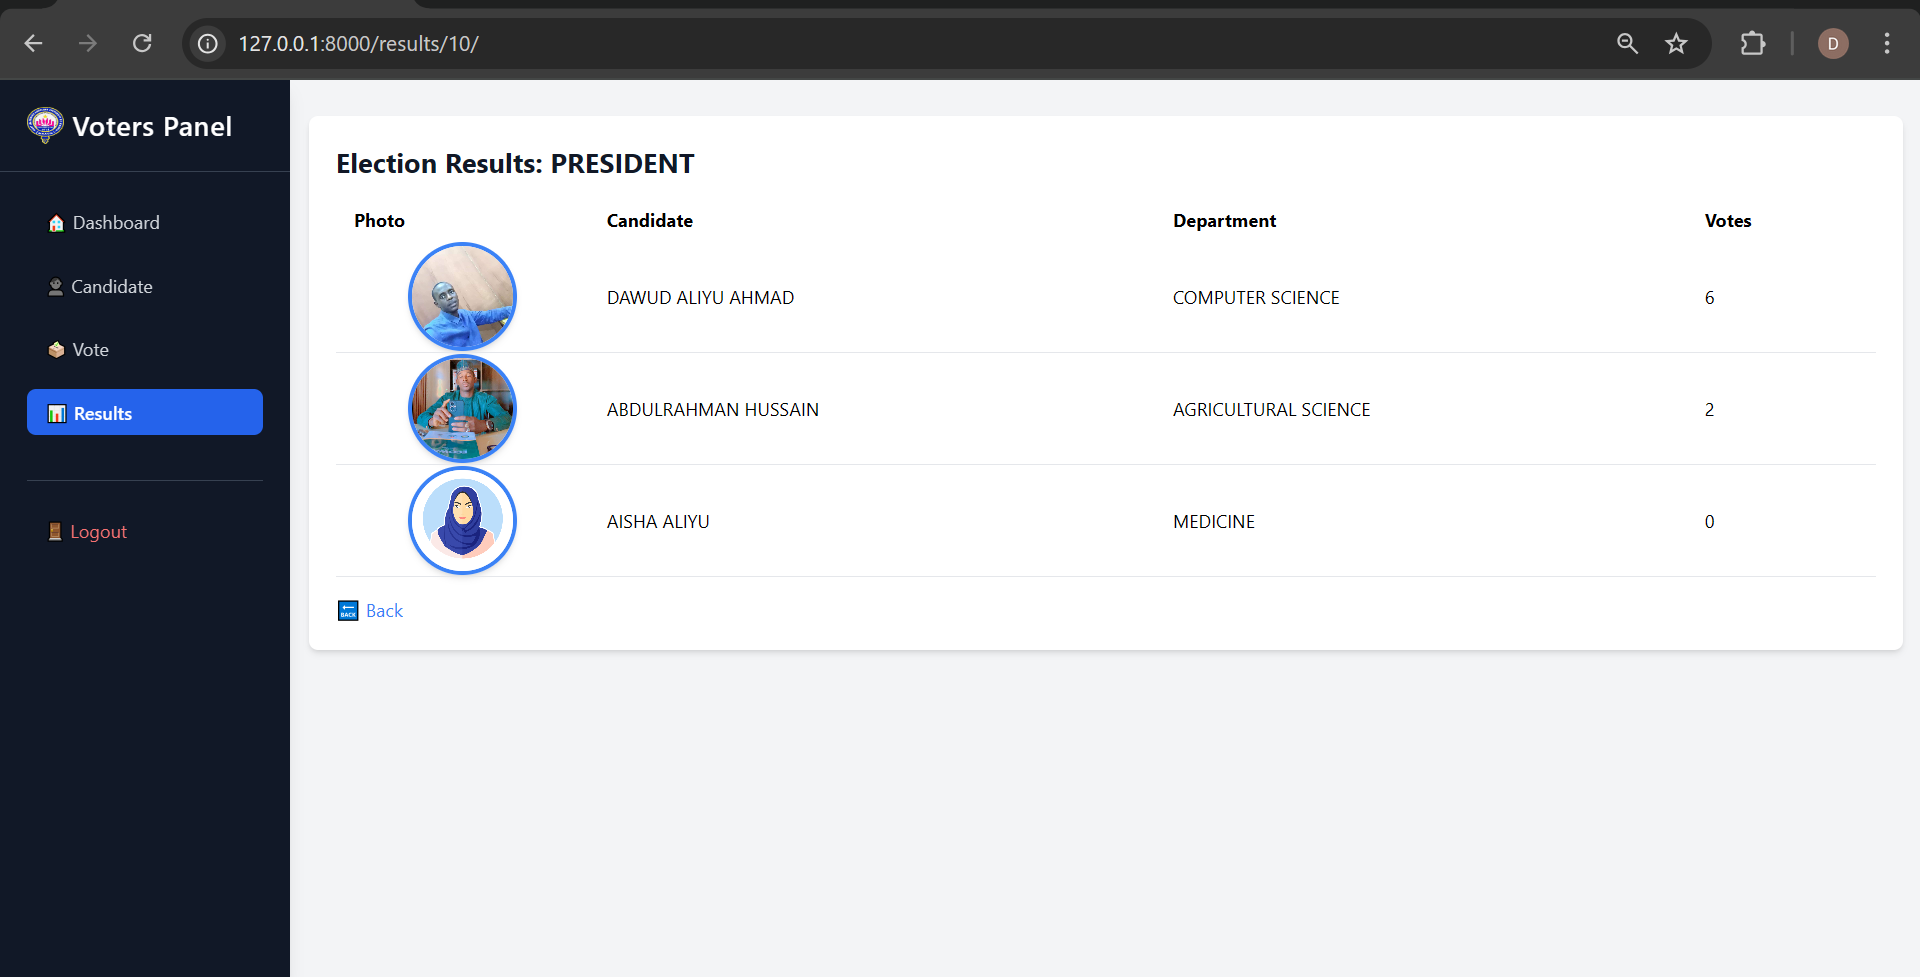 127.0.0.1:8000/results/10/
D
Voters Panel
Dashboard
Candidate
Vote
Results
Logout
Election Results: PRESIDENT
Photo Candidate Department Votes
DAWUD ALIYU AHMAD COMPUTER SCIENCE 6
ABDULRAHMAN HUSSAIN AGRICULTURAL SCIENCE 2
AISHA ALIYU MEDICINE 0
BACK Back